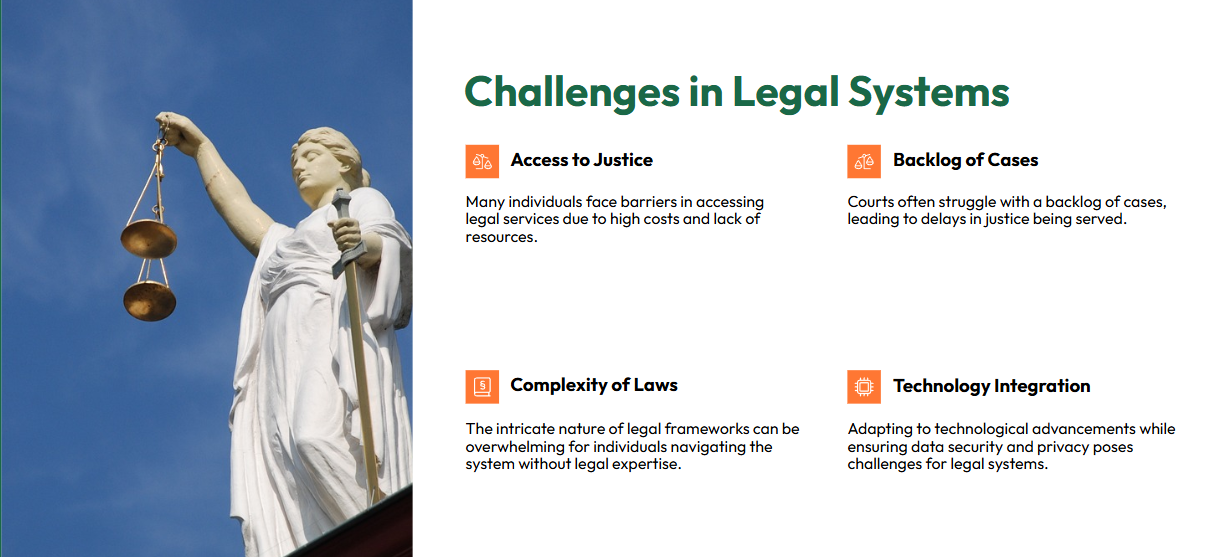 Challenges in Legal Systems
Access to Justice
Many individuals face barriers in accessing
legal services due to high costs and lack of
resources.
Backlog of Cases
Courts often struggle with a backlog of cases,
leading to delays in justice being served.
Complexity of Laws
The intricate nature of legal frameworks can be
overwhelming for individuals navigating the
system without legal expertise.
Technology Integration
Adapting to technological advancements while
ensuring data security and privacy poses
challenges for legal systems.